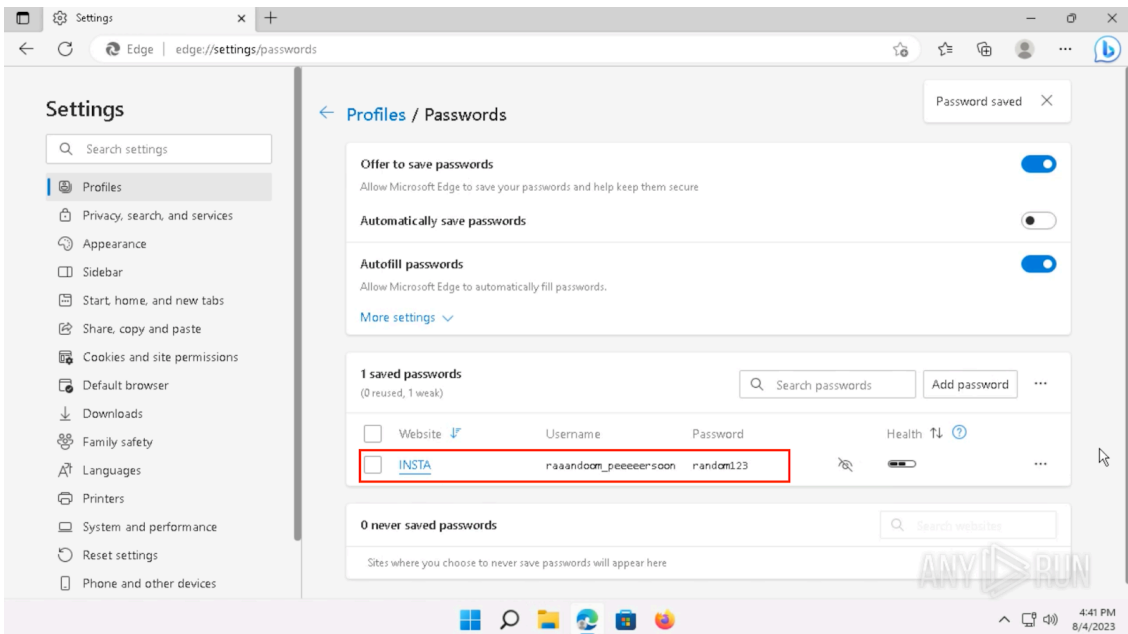 Settings
Edge | edge://settings/passwords
Settings
Search settings
Profiles
Privacy, search, and services
Appearance
Sidebar
Start, home, and new tabs
Share, copy and paste
Cookies and site permissions
Default browser
Downloads
Family safety
Languages
Printers
System and performance
Reset settings
Phone and other devices
Profiles / Passwords
Password saved
Offer to save passwords
Allow Microsoft Edge to save your passwords and help keep them secure
Automatically save passwords
Autofill passwords
Allow Microsoft Edge to automatically fill passwords.
More settings
1 saved passwords
(0 reused, 1 weak)
Search passwords
Add password
Website Username Password Health
INSTA raaandoom_peeeeersoon random123
0 never saved passwords
Search websites
Sites where you choose to never save passwords will appear here
ANY RUN
4:41 PM
8/4/2023